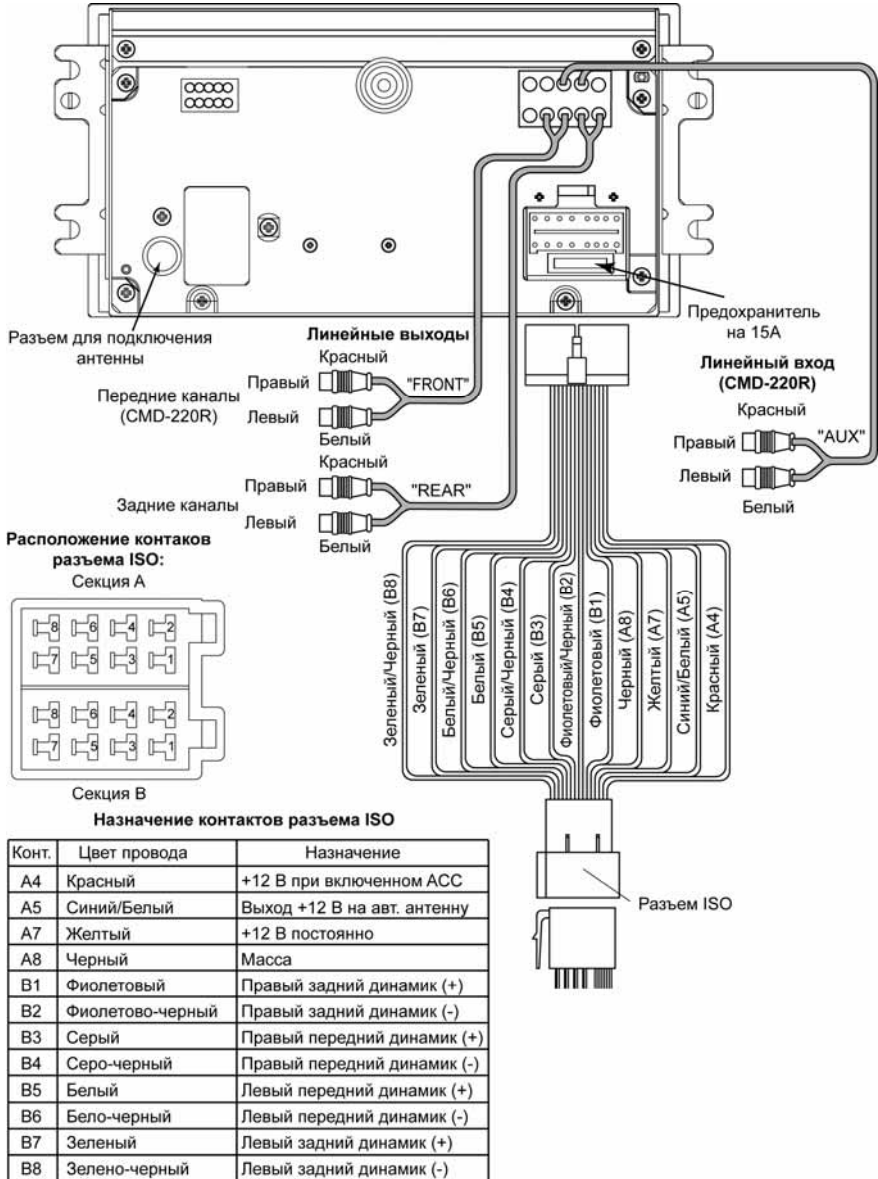 Разъем для подключения
антенны
Предохранитель
на 15А
Линейные выходы
Красный
Правый
"FRONT"
Передние каналы
(CMD-220R)
Левый
Белый
Красный
Правый
"REAR"
Задние каналы
Левый
Белый
Линейный вход
(CMD-220R)
Красный
Правый
"AUX"
Левый
Белый
Расположение контаков
разъема ISO:
Секция А
8 6 4 2
7 5 3 1
8 6 4 2
7 5 3 1
Секция В
Зеленый/Черный (B8)
Зеленый (B7)
Белый/Черный (B6)
Белый (B5)
Серый/Черный (B4)
Серый (B3)
Фиолетовый/Черный (B2)
Фиолетовый (B1)
Черный (A8)
Желтый (A7)
Синий/Белый (A5)
Красный (A4)
Разъем ISO
Назначение контактов разъема ISO
Конт. Цвет провода Назначение
A4 Красный +12 В при включенном ACC
A5 Синий/Белый Выход +12 В на авт. антенну
A7 Желтый +12 В постоянно
A8 Черный Масса
B1 Фиолетовый Правый задний динамик (+)
B2 Фиолетово-черный Правый задний динамик (-)
B3 Серый Правый передний динамик (+)
B4 Серо-черный Правый передний динамик (-)
B5 Белый Левый передний динамик (+)
B6 Бело-черный Левый передний динамик (-)
B7 Зеленый Левый задний динамик (+)
B8 Зелено-черный Левый задний динамик (-)